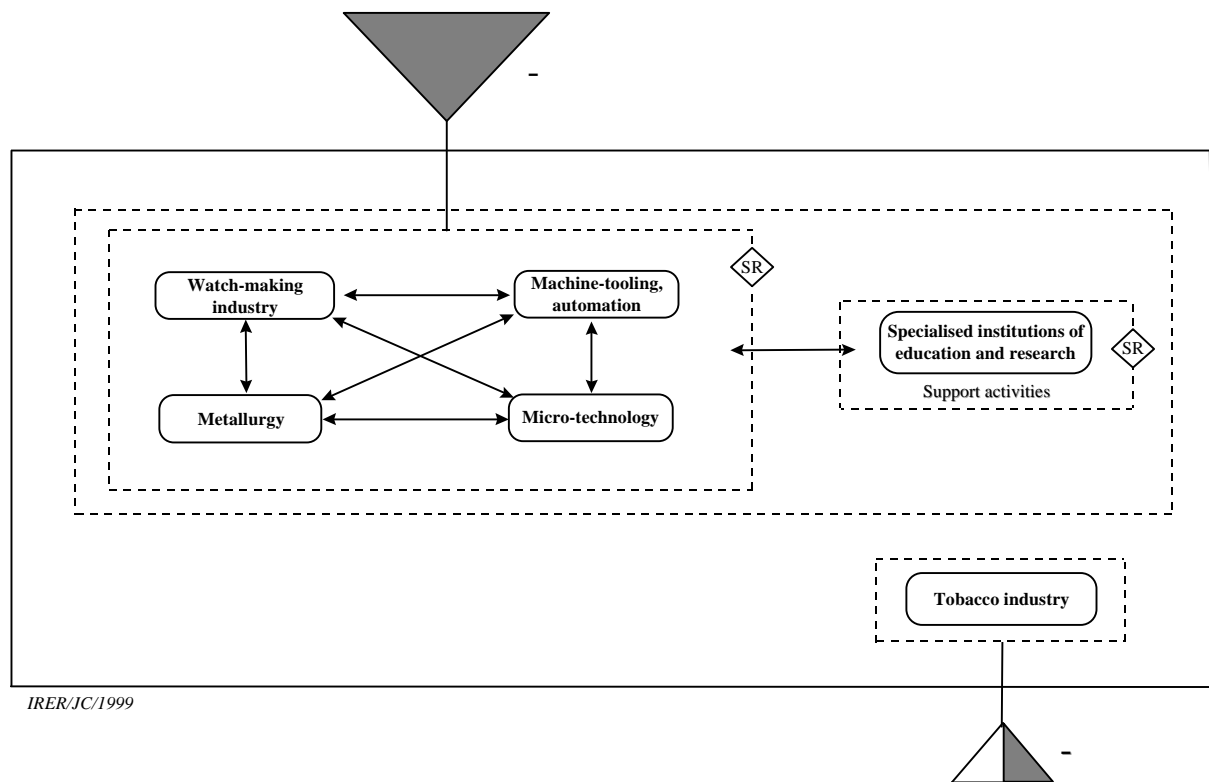 -
Watch-making
industry
Machine-tooling,
automation
SR
Specialised institutions of
education and research
SR
Support activities
Metallurgy
Micro-technology
Tobacco industry
IRER/JC/1999
-